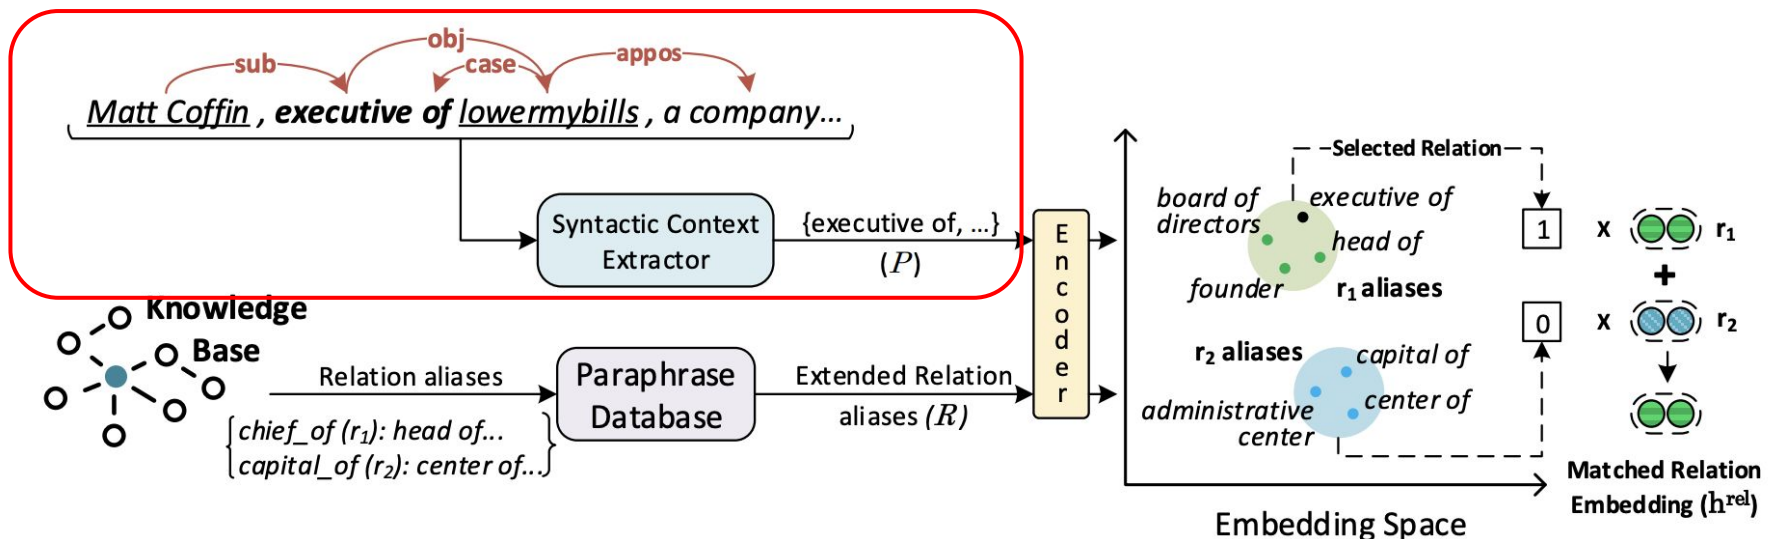 sub
obj
case
appos
Matt Coffin , executive of lowermybills , a company...
Syntactic Context
Extractor
{executive of, ...}
(P)
Knowledge
Base
Relation aliases
{chief_of (r₁): head of...
capital_of (r₂): center of...}
Paraphrase
Database
Extended Relation
aliases (R)
Encoder
Selected Relation
board of
directors
executive of
head of
founder
r₁ aliases
r₂ aliases
capital of
center of
administrative
center
Embedding Space
1 x r₁
+
0 x r₂
Matched Relation
Embedding (hʳᵉˡ)